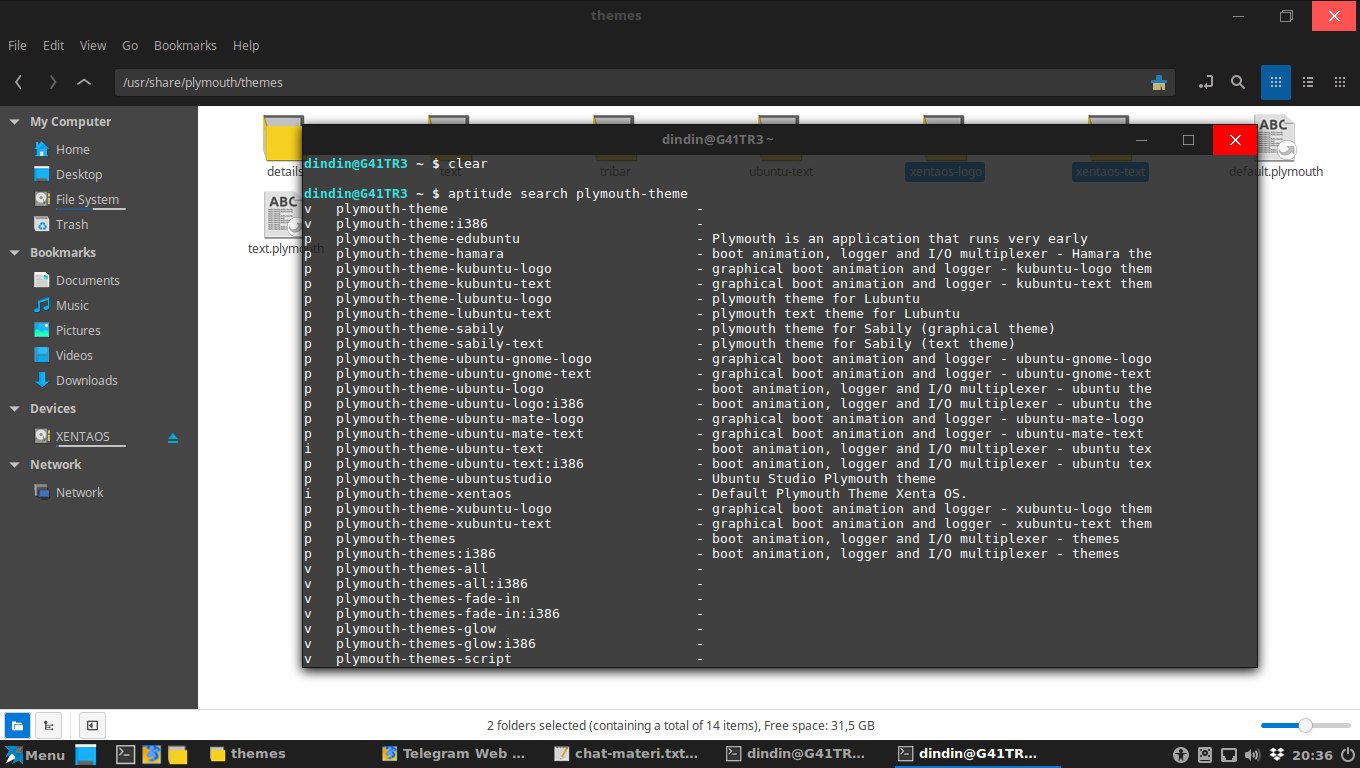 themes
File Edit View Go Bookmarks Help
/usr/share/plymouth/themes
My Computer
Home
Desktop
File System
Trash
Bookmarks
Documents
Music
Pictures
Videos
Downloads
Devices
XENTAOS
Network
Network
details
text
tribar
ubuntu-text
xentaos-logo
xentaos-text
ABC
default.plymouth
ABC
text.plymouth
dindin@G41TR3 ~
dindin@G41TR3 ~ $ clear
dindin@G41TR3 ~ $ aptitude search plymouth-theme
v plymouth-theme -
v plymouth-theme:i386 -
p plymouth-theme-edubuntu - Plymouth is an application that runs very early
p plymouth-theme-hamara - boot animation, logger and I/O multiplexer - Hamara the
p plymouth-theme-kubuntu-logo - graphical boot animation and logger - kubuntu-logo them
p plymouth-theme-kubuntu-text - graphical boot animation and logger - kubuntu-text them
p plymouth-theme-lubuntu-logo - plymouth theme for Lubuntu
p plymouth-theme-lubuntu-text - plymouth text theme for Lubuntu
p plymouth-theme-sabily - plymouth theme for Sabily (graphical theme)
p plymouth-theme-sabily-text - plymouth theme for Sabily (text theme)
p plymouth-theme-ubuntu-gnome-logo - graphical boot animation and logger - ubuntu-gnome-logo
p plymouth-theme-ubuntu-gnome-text - graphical boot animation and logger - ubuntu-gnome-text
p plymouth-theme-ubuntu-logo - boot animation, logger and I/O multiplexer - ubuntu the
p plymouth-theme-ubuntu-logo:i386 - boot animation, logger and I/O multiplexer - ubuntu the
p plymouth-theme-ubuntu-mate-logo - graphical boot animation and logger - ubuntu-mate-logo
p plymouth-theme-ubuntu-mate-text - graphical boot animation and logger - ubuntu-mate-text
i plymouth-theme-ubuntu-text - boot animation, logger and I/O multiplexer - ubuntu tex
p plymouth-theme-ubuntu-text:i386 - boot animation, logger and I/O multiplexer - ubuntu tex
p plymouth-theme-ubuntustudio - Ubuntu Studio Plymouth theme
i plymouth-theme-xentaos - Default Plymouth Theme Xenta OS.
p plymouth-theme-xubuntu-logo - graphical boot animation and logger - xubuntu-logo them
p plymouth-theme-xubuntu-text - graphical boot animation and logger - xubuntu-text them
p plymouth-themes - boot animation, logger and I/O multiplexer - themes
p plymouth-themes:i386 - boot animation, logger and I/O multiplexer - themes
v plymouth-themes-all -
v plymouth-themes-all:i386 -
v plymouth-themes-fade-in -
v plymouth-themes-fade-in:i386 -
v plymouth-themes-glow -
v plymouth-themes-glow:i386 -
v plymouth-themes-script -
2 folders selected (containing a total of 14 items), Free space: 31,5 GB
Menu themes Telegram Web ... chat-materi.txt... dindin@G41TR... dindin@G41TR... 20:36